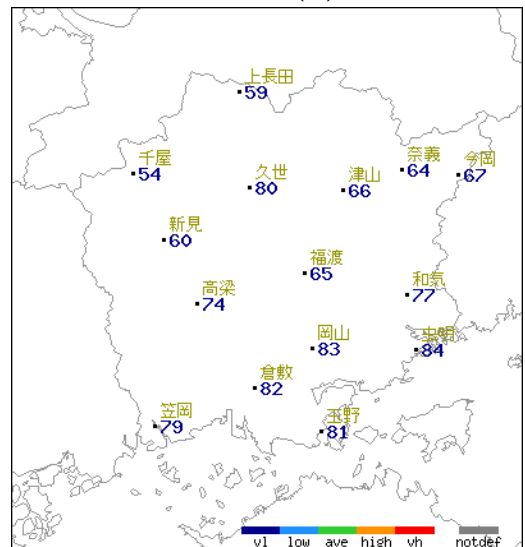 上長田
59
千屋
54
久世
80
津山
66
奈義
64
今岡
67
新見
60
福渡
65
高梁
74
和気
77
岡山
83
虫明
84
倉敷
82
笠岡
79
玉野
81
vl low ave high vh notdef